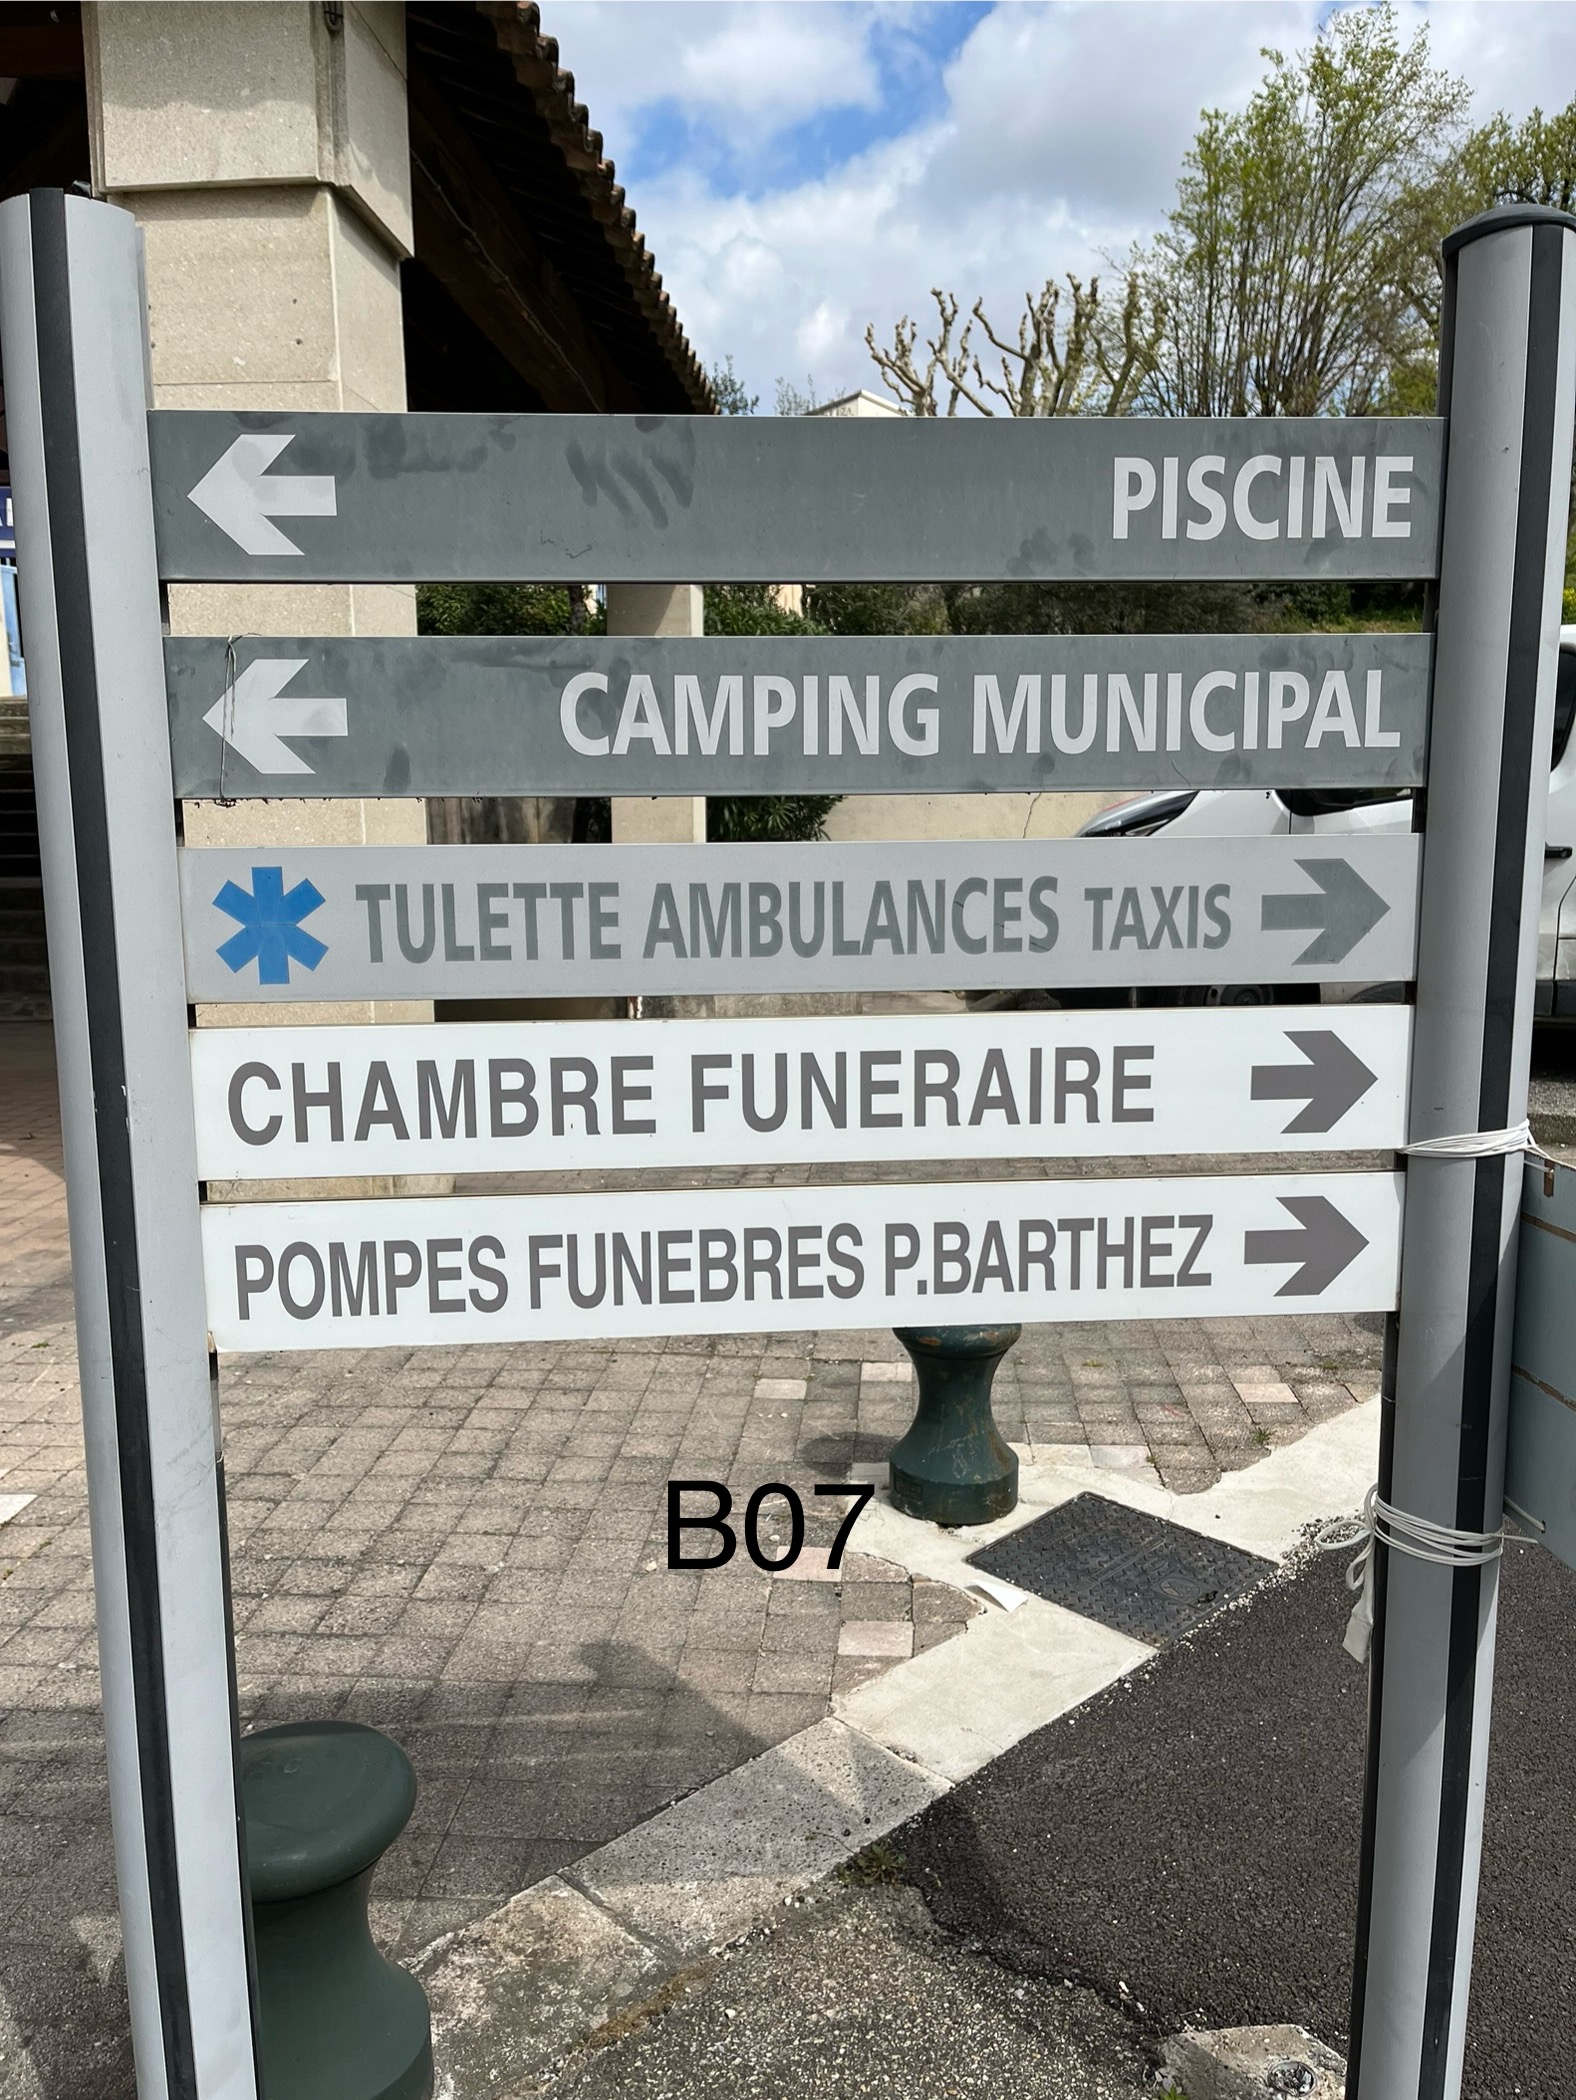 PISCINE
CAMPING MUNICIPAL
TULETTE AMBULANCES TAXIS
CHAMBRE FUNERAIRE
POMPES FUNEBRES P.BARTHEZ
B07